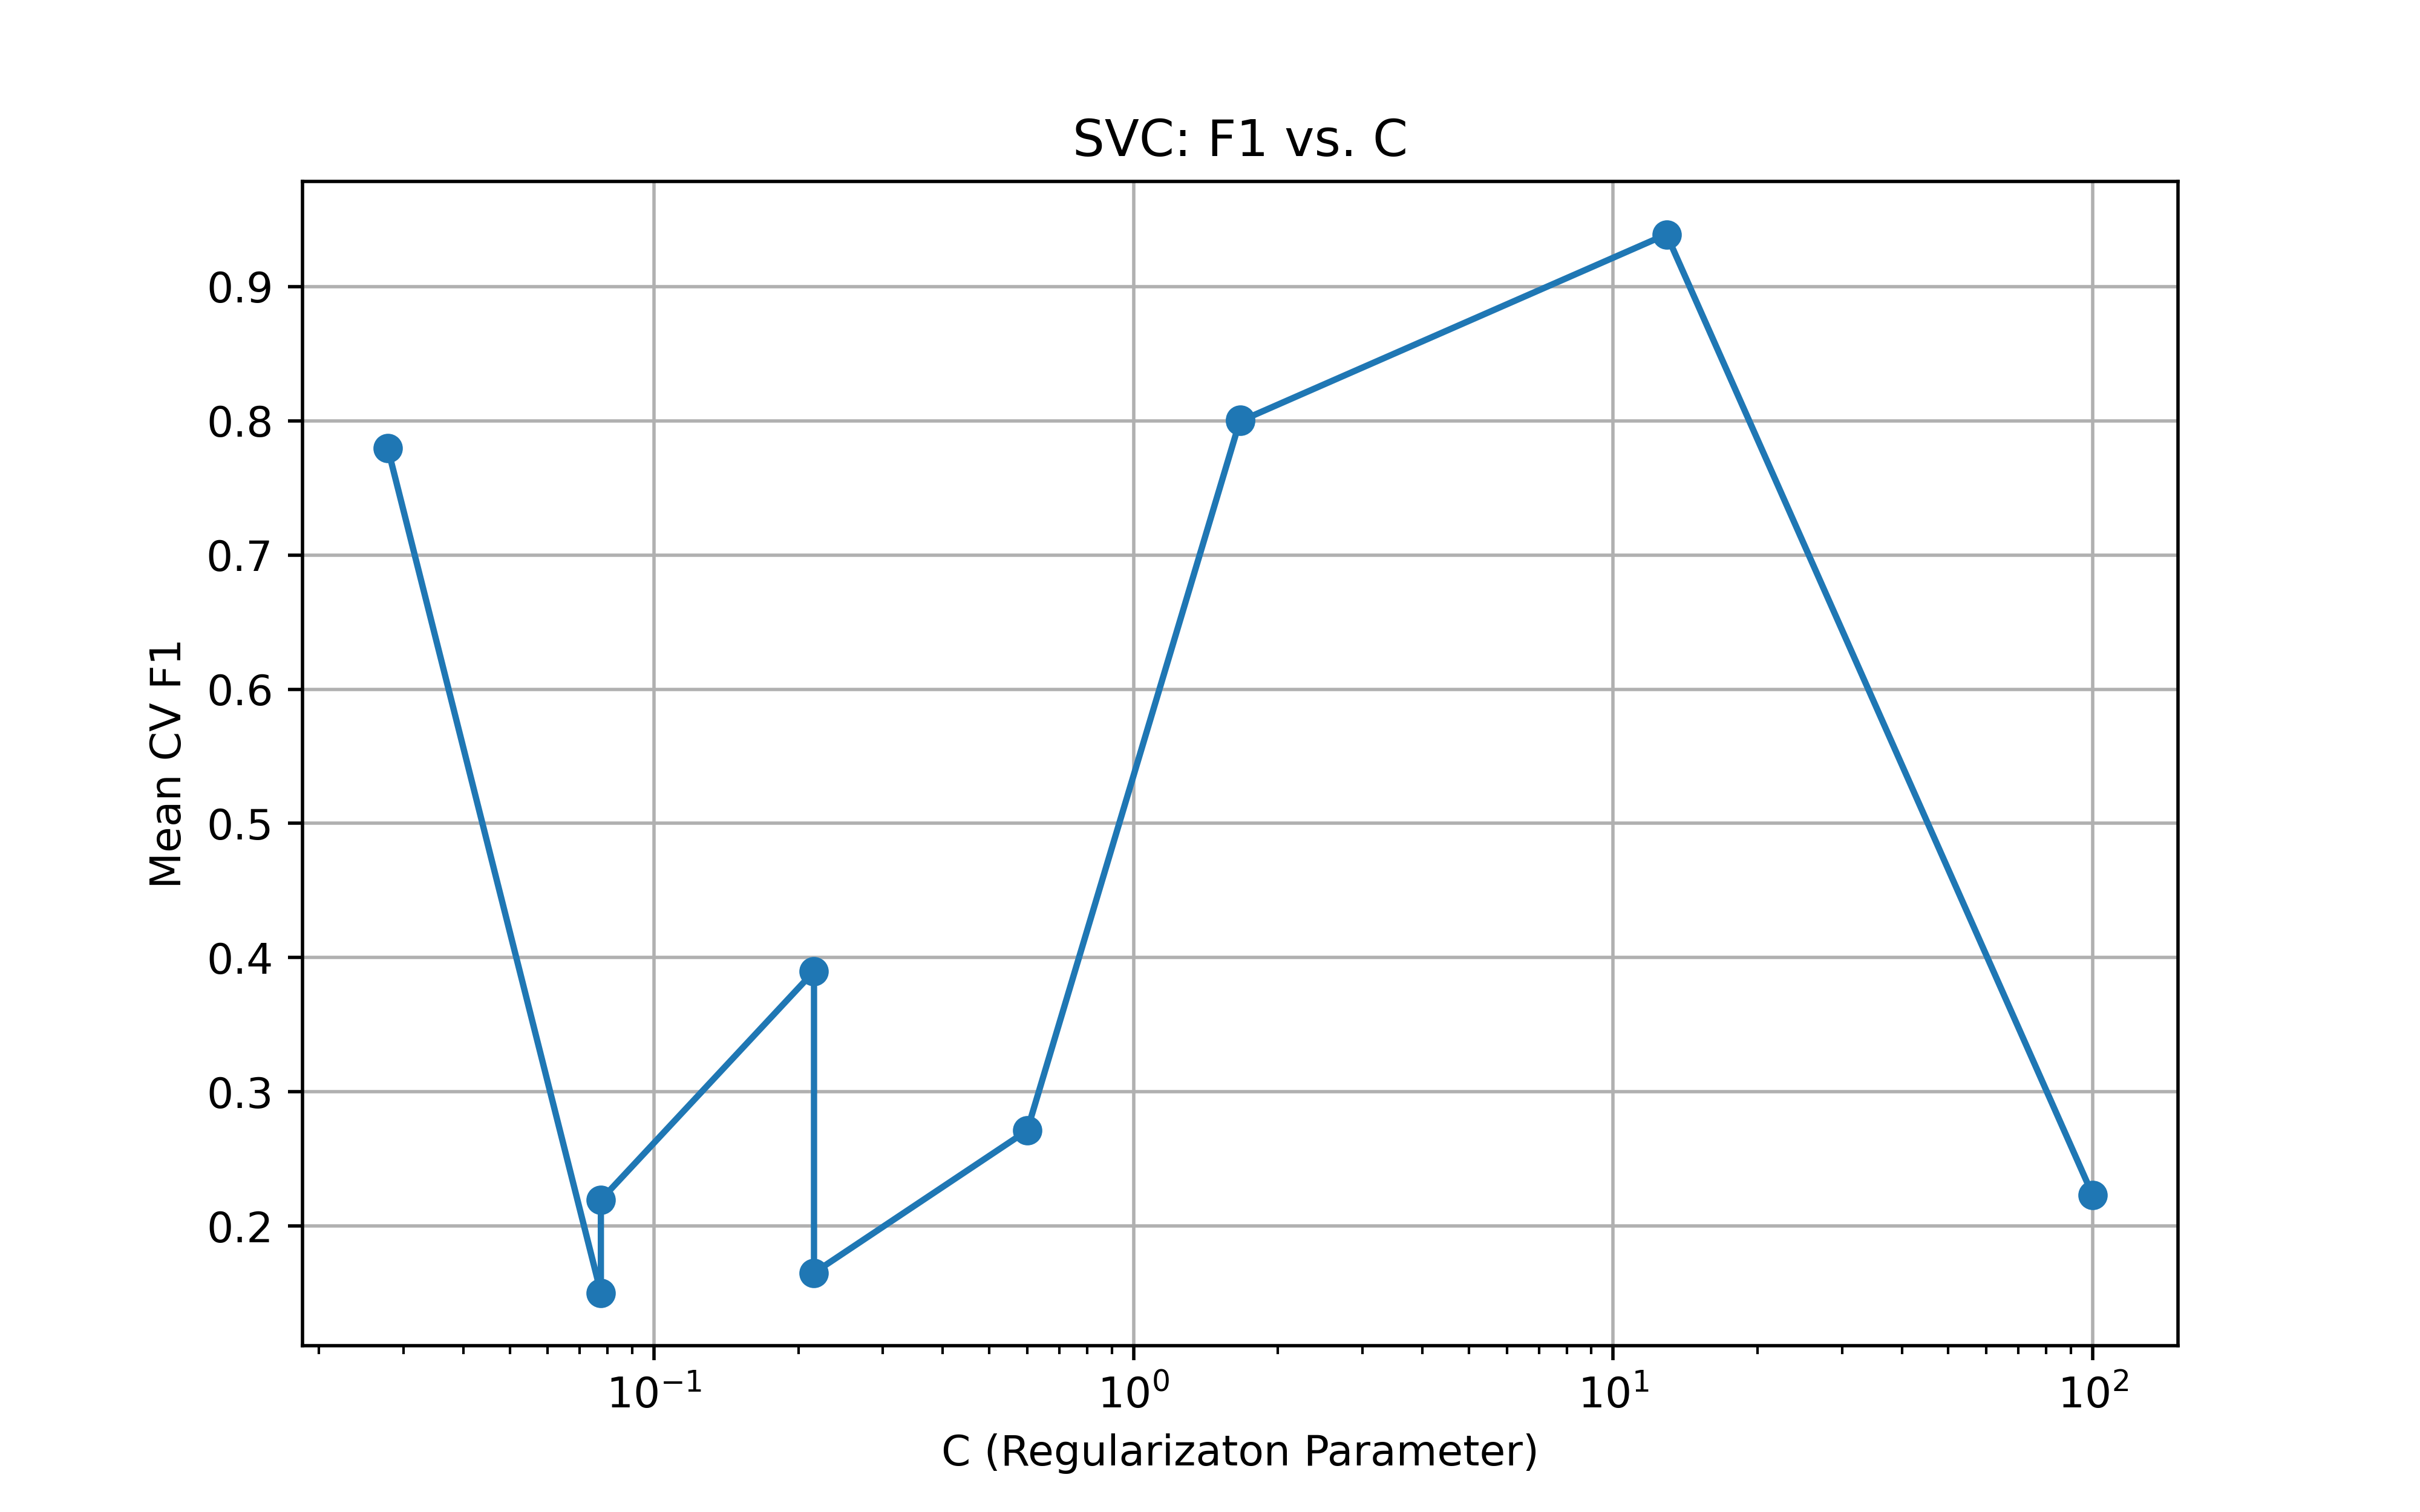 SVC: F1 vs. C
Mean CV F1
0.9
0.8
0.7
0.6
0.5
0.4
0.3
0.2
10⁻¹ 10⁰ 10¹ 10²
C (Regularizaton Parameter)